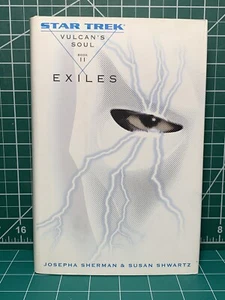 STAR TREK
VULCAN'S
SOUL
BOOK
II
EXILES
16
8
JOSEPHA SHERMAN & SUSAN SHWARTZ